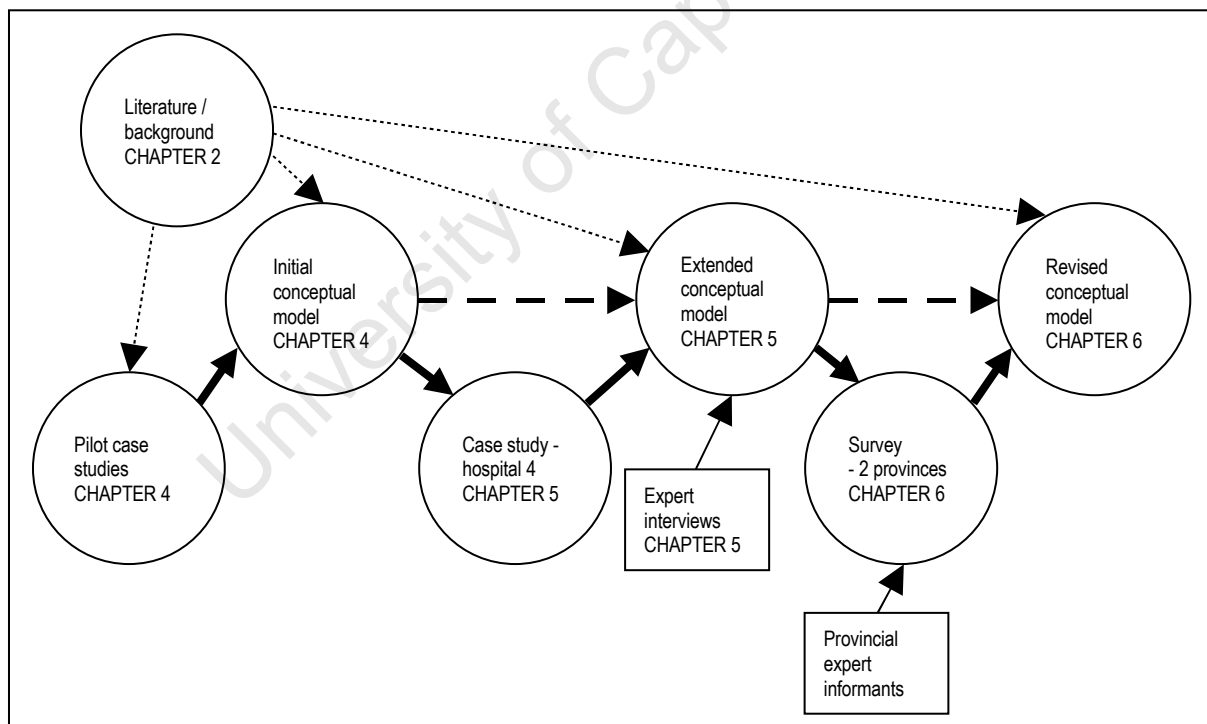 Literature /
background
CHAPTER 2
Initial
conceptual
model
CHAPTER 4
Extended
conceptual
model
CHAPTER 5
Revised
conceptual
model
CHAPTER 6
Pilot case
studies
CHAPTER 4
Case study -
hospital 4
CHAPTER 5
Expert
interviews
CHAPTER 5
Survey
- 2 provinces
CHAPTER 6
Provincial
expert
informants
University of Cap